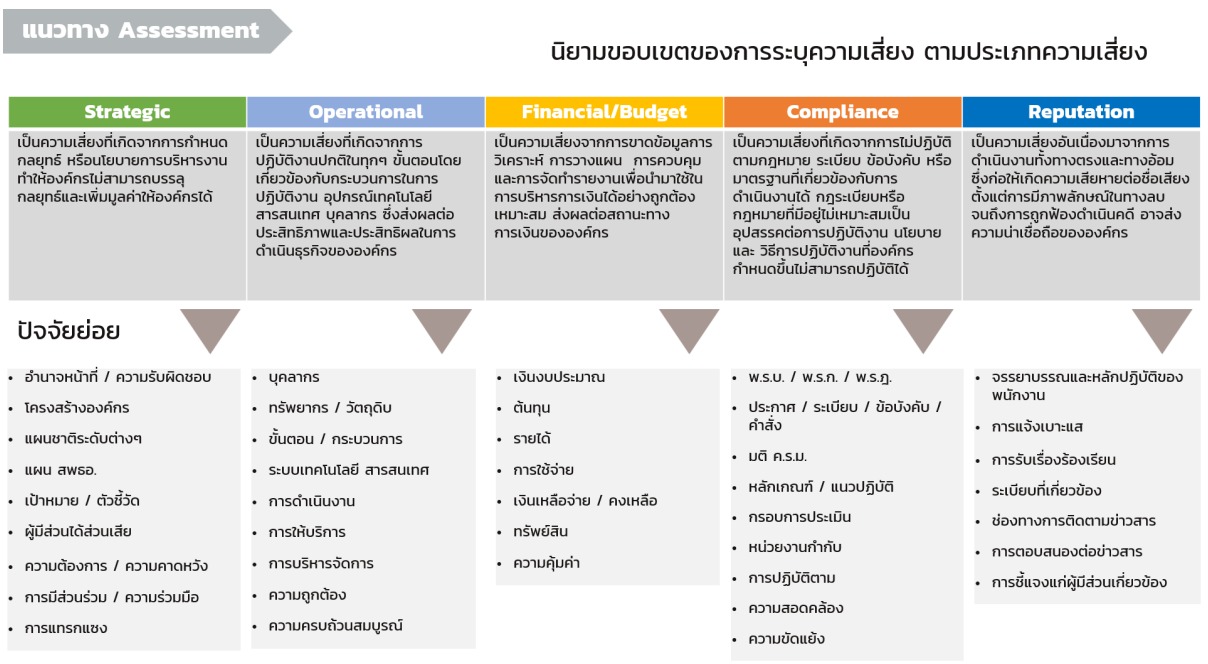 แนวทาง Assessment
นิยามขอบเขตของการระบุความเสี่ยง ตามประเภทความเสี่ยง
Strategic
เป็นความเสี่ยงที่เกิดจากการกำหนด
กลยุทธ์ หรือนโยบายการบริหารงาน
ทำให้องค์กรไม่สามารถบรรลุ
กลยุทธ์และเพิ่มมูลค่าให้องค์กรได้
Operational
เป็นความเสี่ยงที่เกิดจากการ
ปฏิบัติงานปกติในทุกๆ ขั้นตอนโดย
เกี่ยวข้องกับกระบวนการในการ
ปฏิบัติงาน อุปกรณ์เทคโนโลยี
สารสนเทศ บุคลากร ซึ่งส่งผลต่อ
ประสิทธิภาพและประสิทธิผลในการ
ดำเนินธุรกิจขององค์กร
Financial/Budget
เป็นความเสี่ยงจากการขาดข้อมูลการ
วิเคราะห์ การวางแผน การควบคุม
และการจัดทำรายงานเพื่อนำมาใช้ใน
การบริหารการเงินได้อย่างถูกต้อง
เหมาะสม ส่งผลต่อสถานะทาง
การเงินขององค์กร
Compliance
เป็นความเสี่ยงที่เกิดจากการไม่ปฏิบัติ
ตามกฎหมาย ระเบียบ ข้อบังคับ หรือ
มาตรฐานที่เกี่ยวข้องกับการ
ดำเนินงานได้ กฎระเบียบหรือ
กฎหมายที่มีอยู่ไม่เหมาะสมเป็น
อุปสรรคต่อการปฏิบัติงาน นโยบาย
และ วิธีการปฏิบัติงานที่องค์กร
กำหนดขึ้นไม่สามารถปฏิบัติได้
Reputation
เป็นความเสี่ยงอันเนื่องมาจากการ
ดำเนินงานทั้งทางตรงและทางอ้อม
ซึ่งก่อให้เกิดความเสียหายต่อชื่อเสียง
ตั้งแต่การมีภาพลักษณ์ในทางลบ
จนถึงการถูกฟ้องดำเนินคดี อาจส่ง
ความน่าเชื่อถือขององค์กร
ปัจจัยย่อย
• อำนาจหน้าที่ / ความรับผิดชอบ
• โครงสร้างองค์กร
• แผนชาติระดับต่างๆ
• แผน สพธอ.
• เป้าหมาย / ตัวชี้วัด
• ผู้มีส่วนได้ส่วนเสีย
• ความต้องการ / ความคาดหวัง
• การมีส่วนร่วม / ความร่วมมือ
• การแทรกแซง
• บุคลากร
• ทรัพยากร / วัตถุดิบ
• ขั้นตอน / กระบวนการ
• ระบบเทคโนโลยี สารสนเทศ
• การดำเนินงาน
• การให้บริการ
• การบริหารจัดการ
• ความถูกต้อง
• ความครบถ้วนสมบูรณ์
• เงินงบประมาณ
• ต้นทุน
• รายได้
• การใช้จ่าย
• เงินเหลือจ่าย / คงเหลือ
• ทรัพย์สิน
• ความคุ้มค่า
• พ.ร.บ. / พ.ร.ก. / พ.ร.ฎ.
• ประกาศ / ระเบียบ / ข้อบังคับ /
คำสั่ง
• มติ ค.ร.ม.
• หลักเกณฑ์ / แนวปฏิบัติ
• กรอบการประเมิน
• หน่วยงานกำกับ
• การปฏิบัติตาม
• ความสอดคล้อง
• ความขัดแย้ง
• จรรยาบรรณและหลักปฏิบัติของ
พนักงาน
• การแจ้งเบาะแส
• การรับเรื่องร้องเรียน
• ระเบียบที่เกี่ยวข้อง
• ช่องทางการติดตามข่าวสาร
• การตอบสนองต่อข่าวสาร
• การชี้แจงแก่ผู้มีส่วนเกี่ยวข้อง